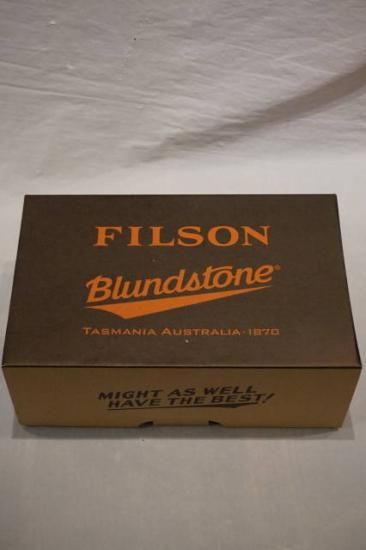 FILSON
Blundstone®
TASMANIA AUSTRALIA · 1870
MIGHT AS WELL
HAVE THE BEST!